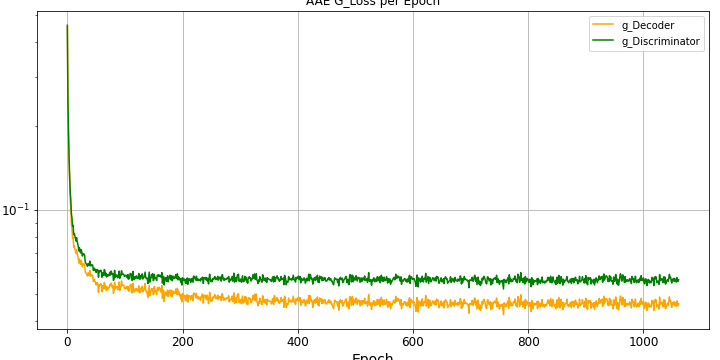 AAE G_Loss per Epoch
g_Decoder
g_Discriminator
10⁻¹
0 200 400 600 800 1000
Epoch